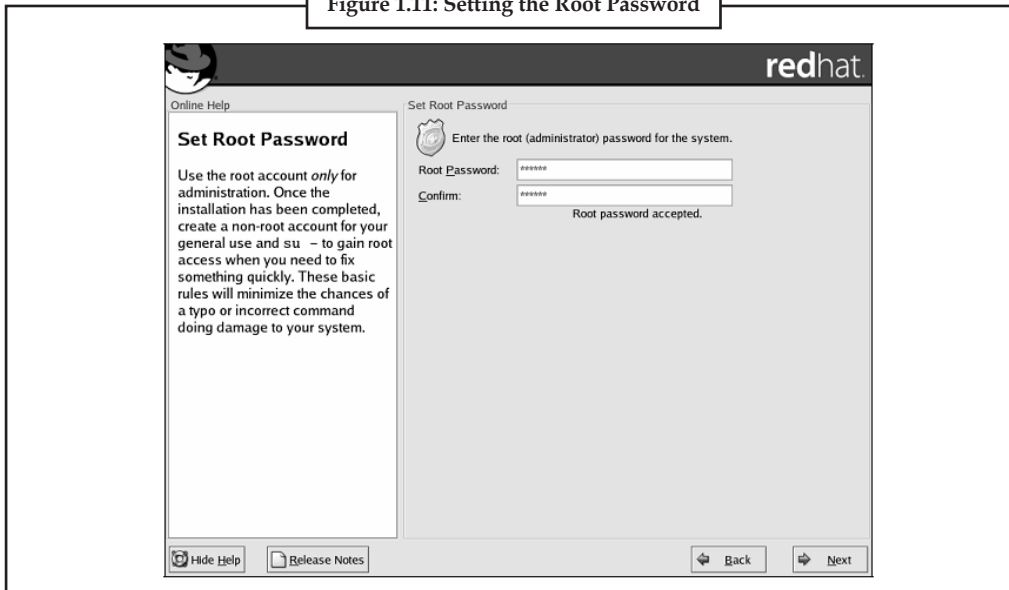 Figure 1.11: Setting the Root Password
redhat.
Online Help
Set Root Password
Use the root account only for
administration. Once the
installation has been completed,
create a non-root account for your
general use and su - to gain root
access when you need to fix
something quickly. These basic
rules will minimize the chances of
a typo or incorrect command
doing damage to your system.
Set Root Password
Enter the root (administrator) password for the system.
Root Password: ******
Confirm: ******
Root password accepted.
Hide Help
Release Notes
Back
Next